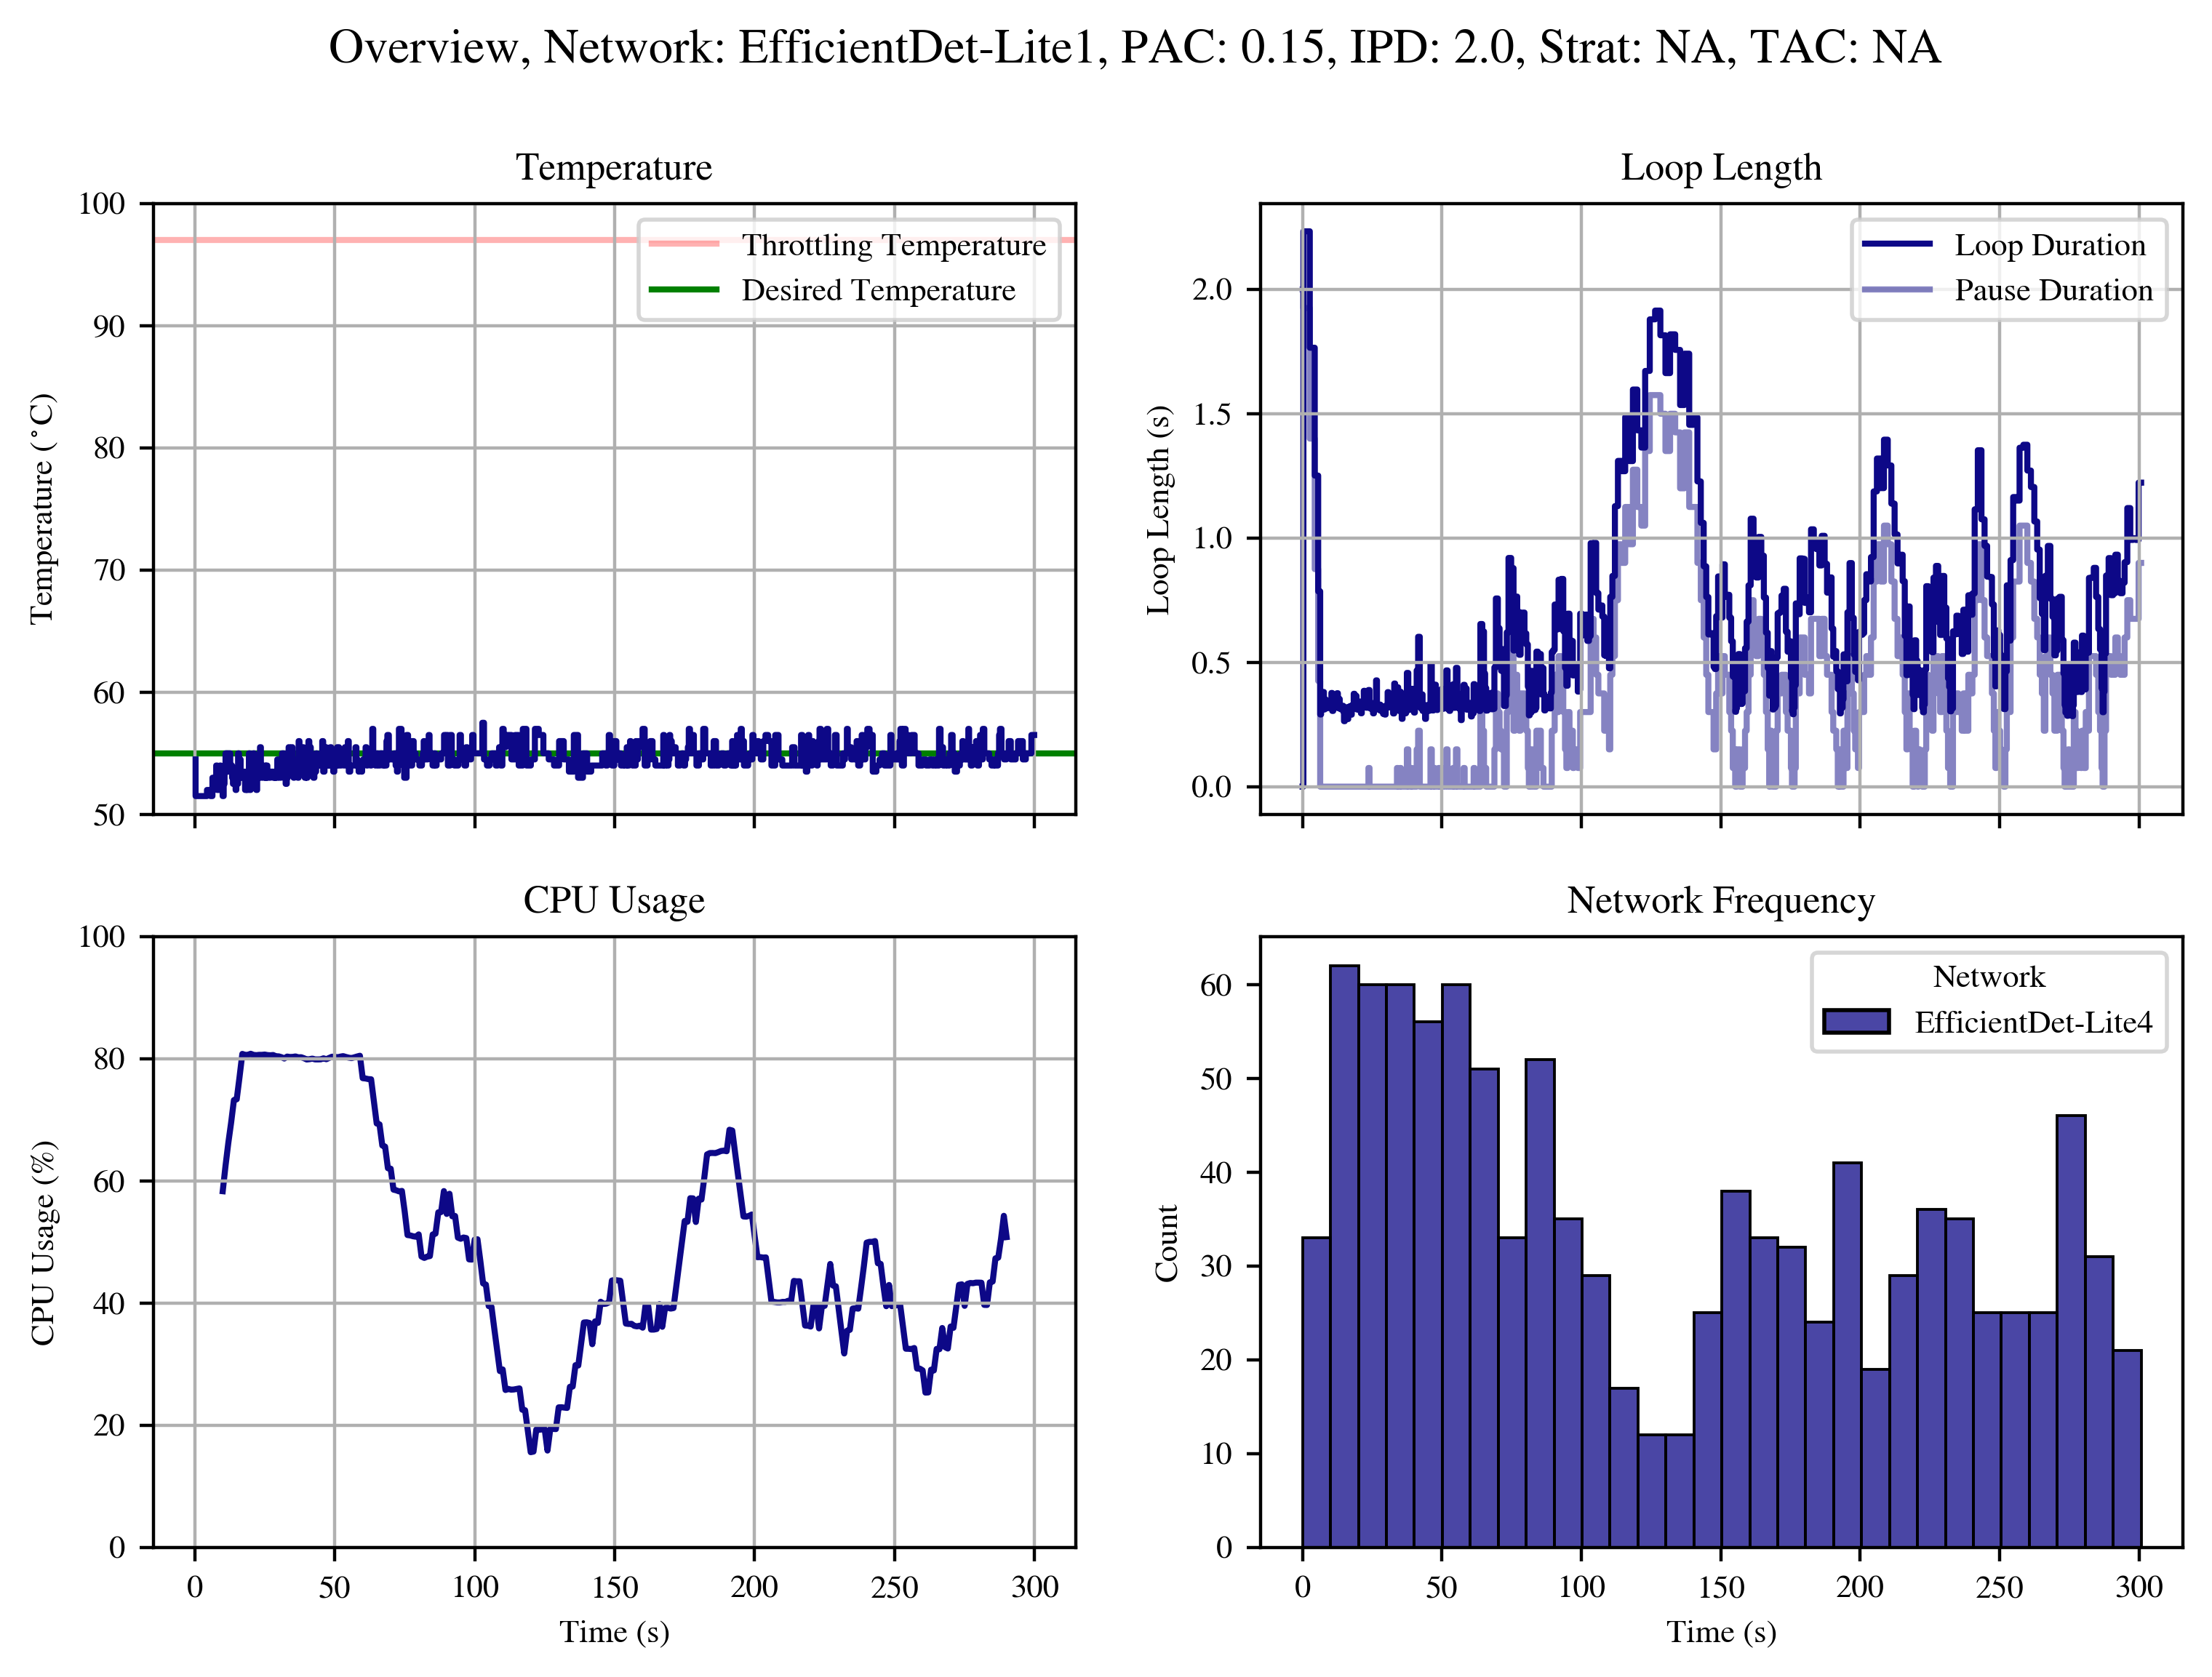 Overview, Network: EfficientDet-Lite1, PAC: 0.15, IPD: 2.0, Strat: NA, TAC: NA
Temperature
100
90
80
70
60
50
Temperature (°C)
Throttling Temperature
Desired Temperature
Loop Length
2.0
1.5
1.0
0.5
0.0
Loop Length (s)
Loop Duration
Pause Duration
CPU Usage
100
80
60
40
20
0
CPU Usage (%)
0 50 100 150 200 250 300
Time (s)
Network Frequency
60
50
40
30
20
10
0
Count
Network
EfficientDet-Lite4
0 50 100 150 200 250 300
Time (s)